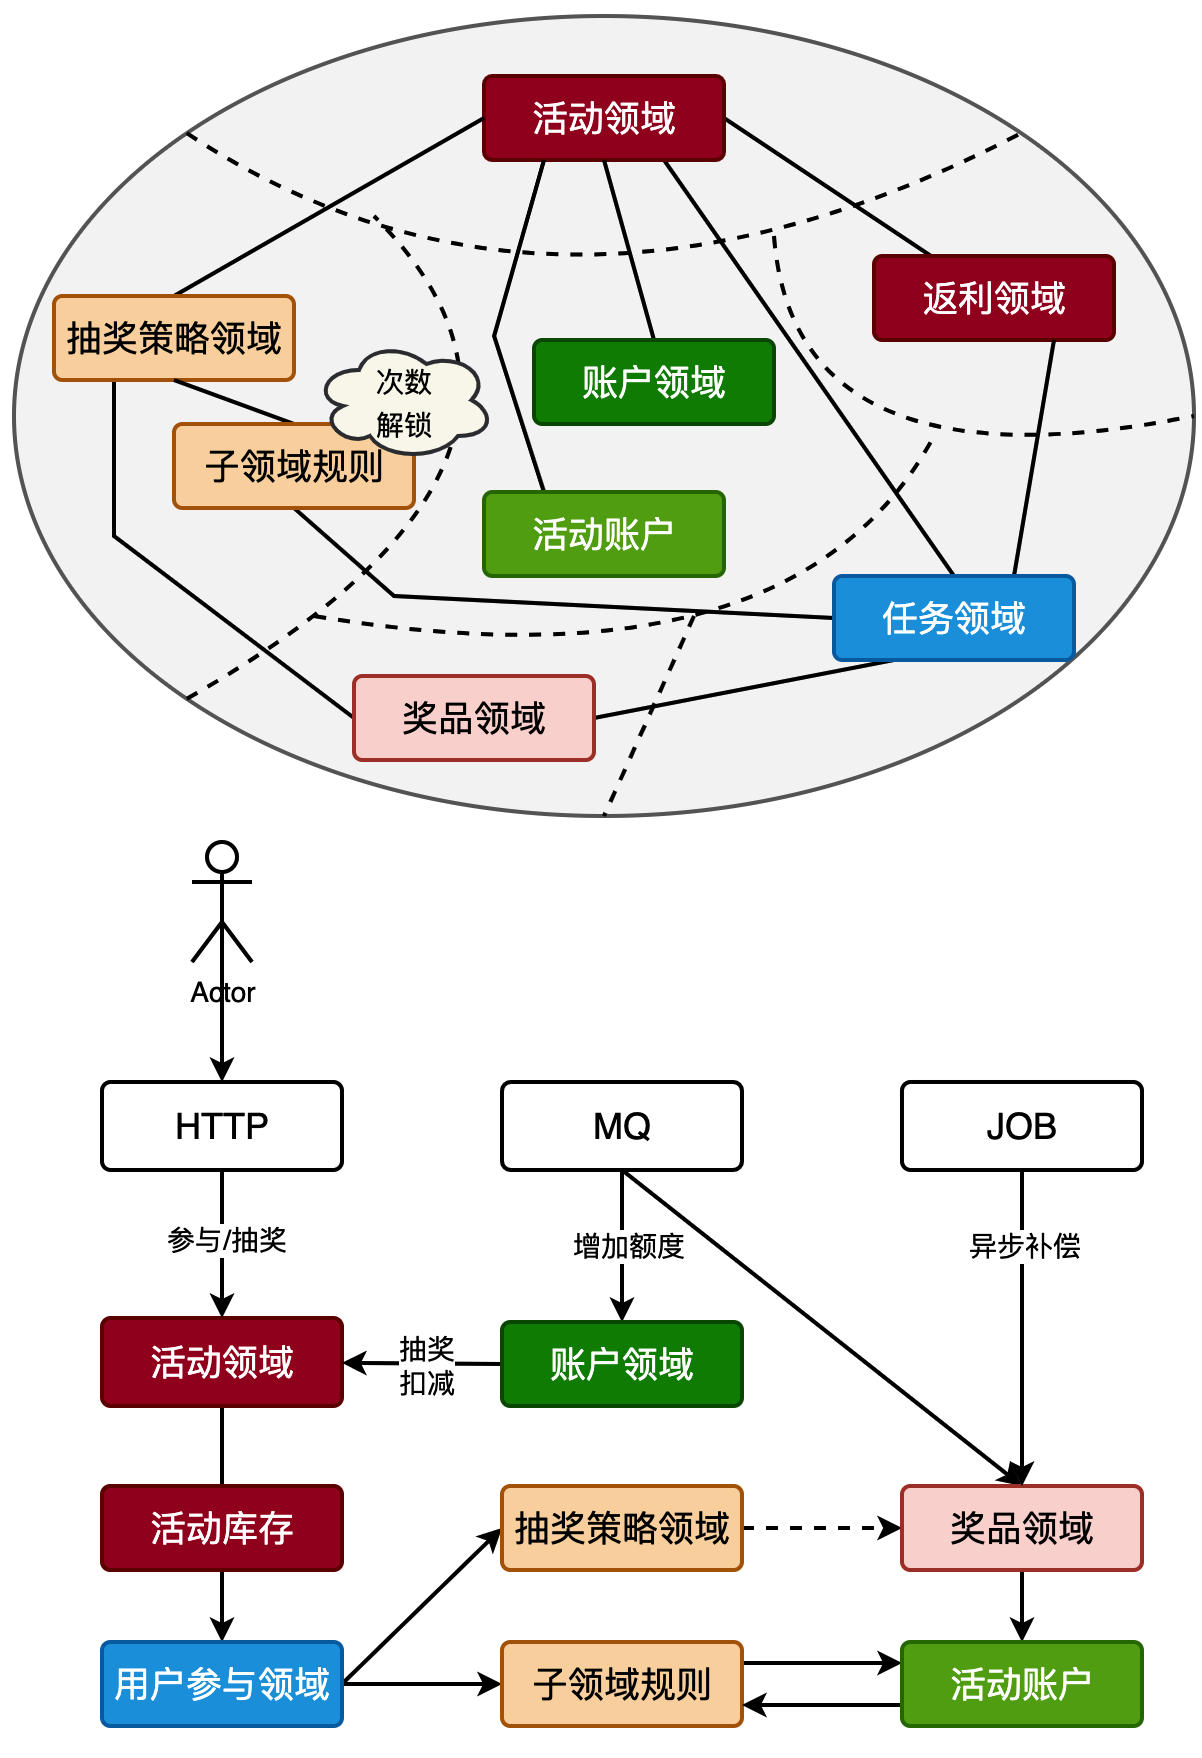 活动领域
返利领域
抽奖策略领域
账户领域
次数
解锁
子领域规则
活动账户
任务领域
奖品领域
Actor
HTTP
MQ
JOB
参与/抽奖
增加额度
异步补偿
活动领域
抽奖
扣减
账户领域
活动库存
抽奖策略领域
奖品领域
用户参与领域
子领域规则
活动账户